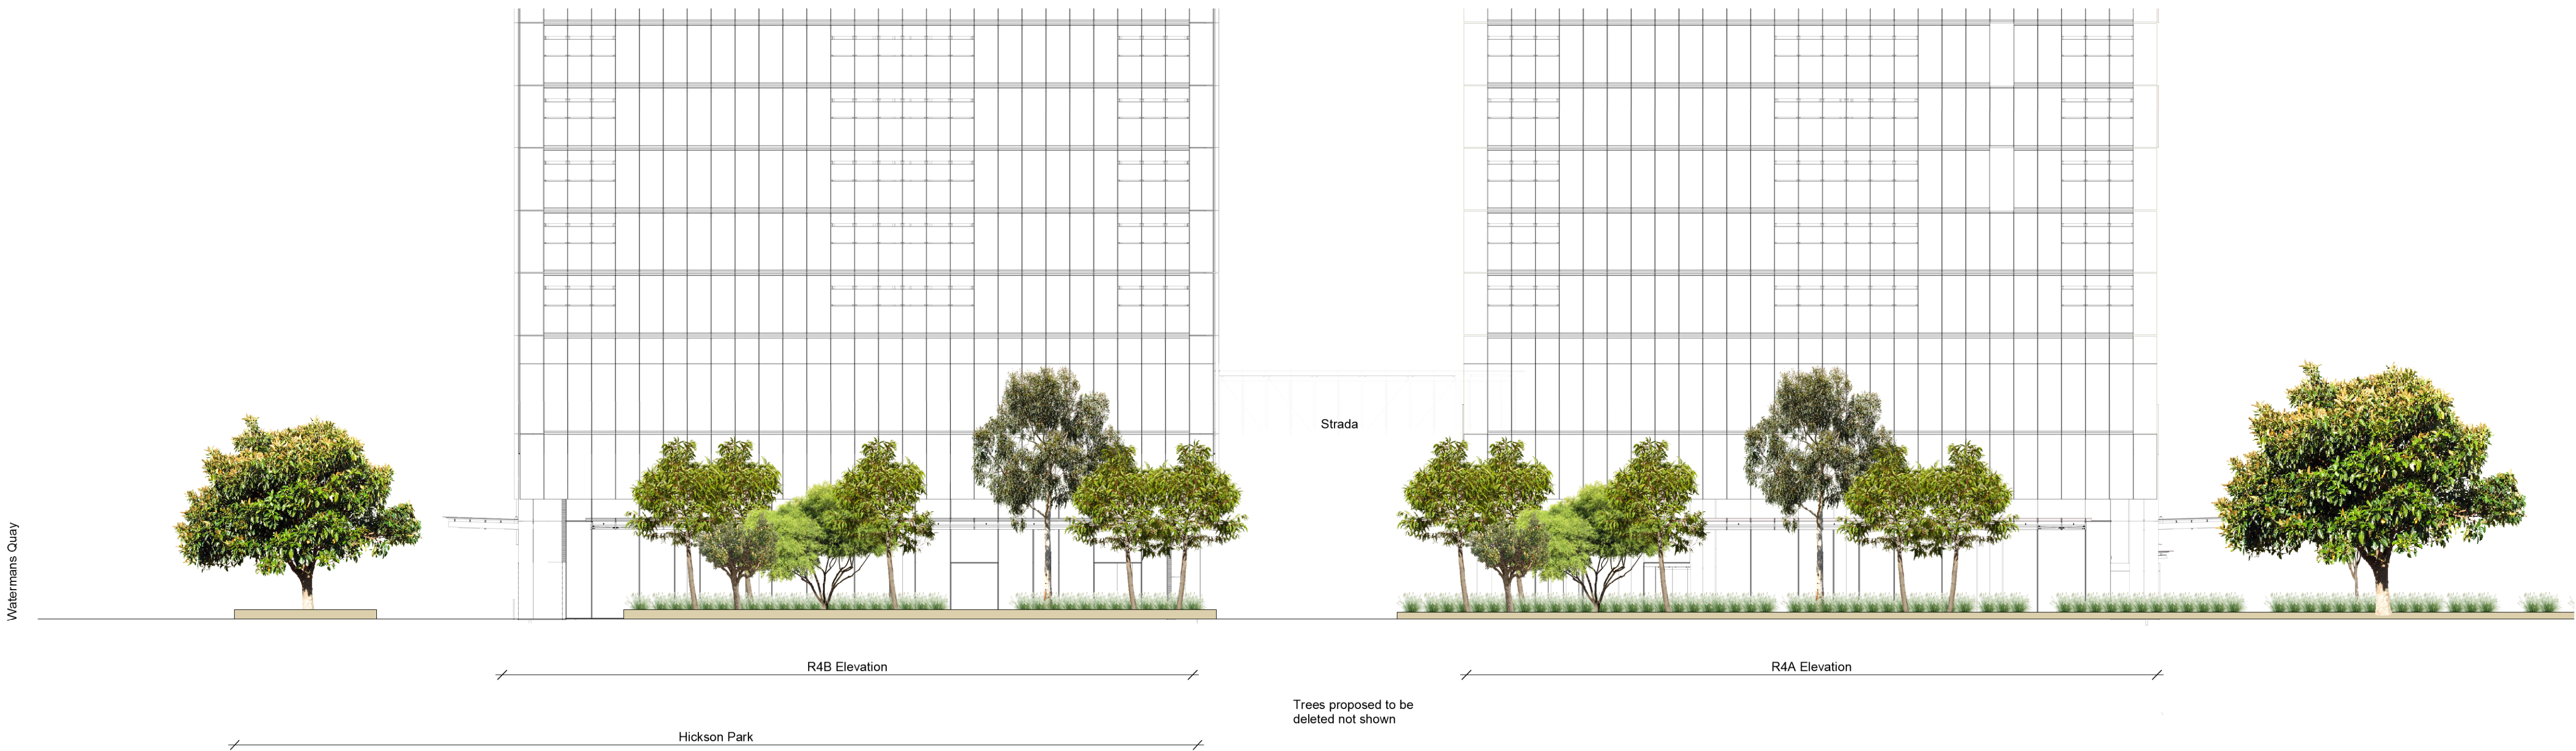 Watermans Quay
Strada
R4B Elevation
R4A Elevation
Trees proposed to be
deleted not shown
Hickson Park